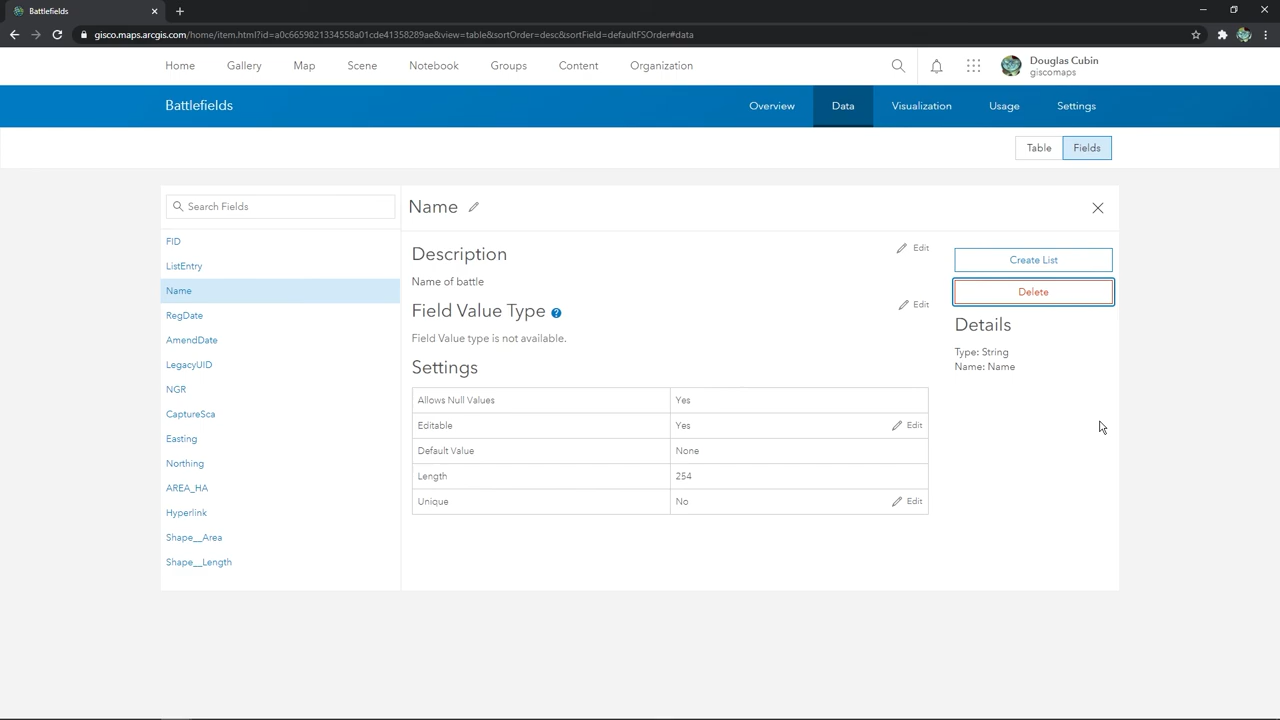 Battlefields
gisco.maps.arcgis.com/home/item.html?id=a0c6659821334558a01cde41358289ae&view=table&sortOrder=desc&sortField=defaultFSOrder#data
Home Gallery Map Scene Notebook Groups Content Organization
Douglas Cubin
giscomaps
Battlefields
Overview Data Visualization Usage Settings
Table Fields
Search Fields
FID
ListEntry
Name
RegDate
AmendDate
LegacyUID
NGR
CaptureSca
Easting
Northing
AREA_HA
Hyperlink
Shape__Area
Shape__Length
Name
Description Edit
Name of battle
Field Value Type ? Edit
Field Value type is not available.
Settings
Allows Null Values Yes
Editable Yes Edit
Default Value None
Length 254
Unique No Edit
Create List
Delete
Details
Type: String
Name: Name